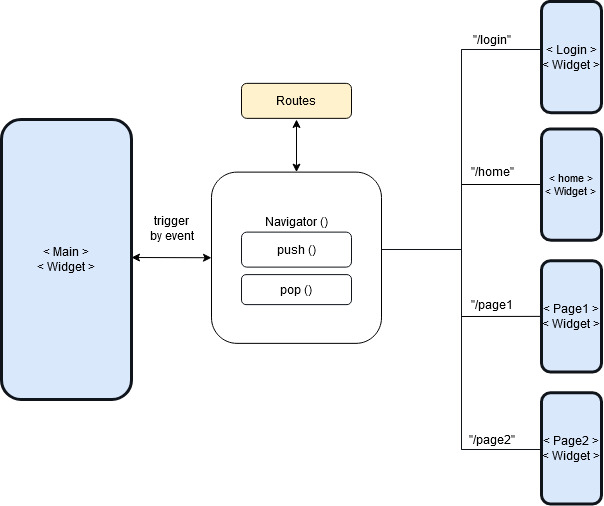 "/login"
< Login >
< Widget >
Routes
"/home"
< home >
< Widget >
trigger
by event
Navigator ()
push ()
pop ()
< Main >
< Widget >
"/page1
< Page1 >
< Widget >
"/page2"
< Page2 >
< Widget >